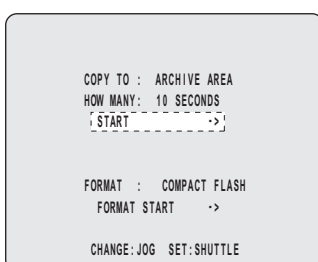 COPY TO : ARCHIVE AREA
HOW MANY: 10 SECONDS
START ->
FORMAT : COMPACT FLASH
FORMAT START ->
CHANGE:JOG SET:SHUTTLE